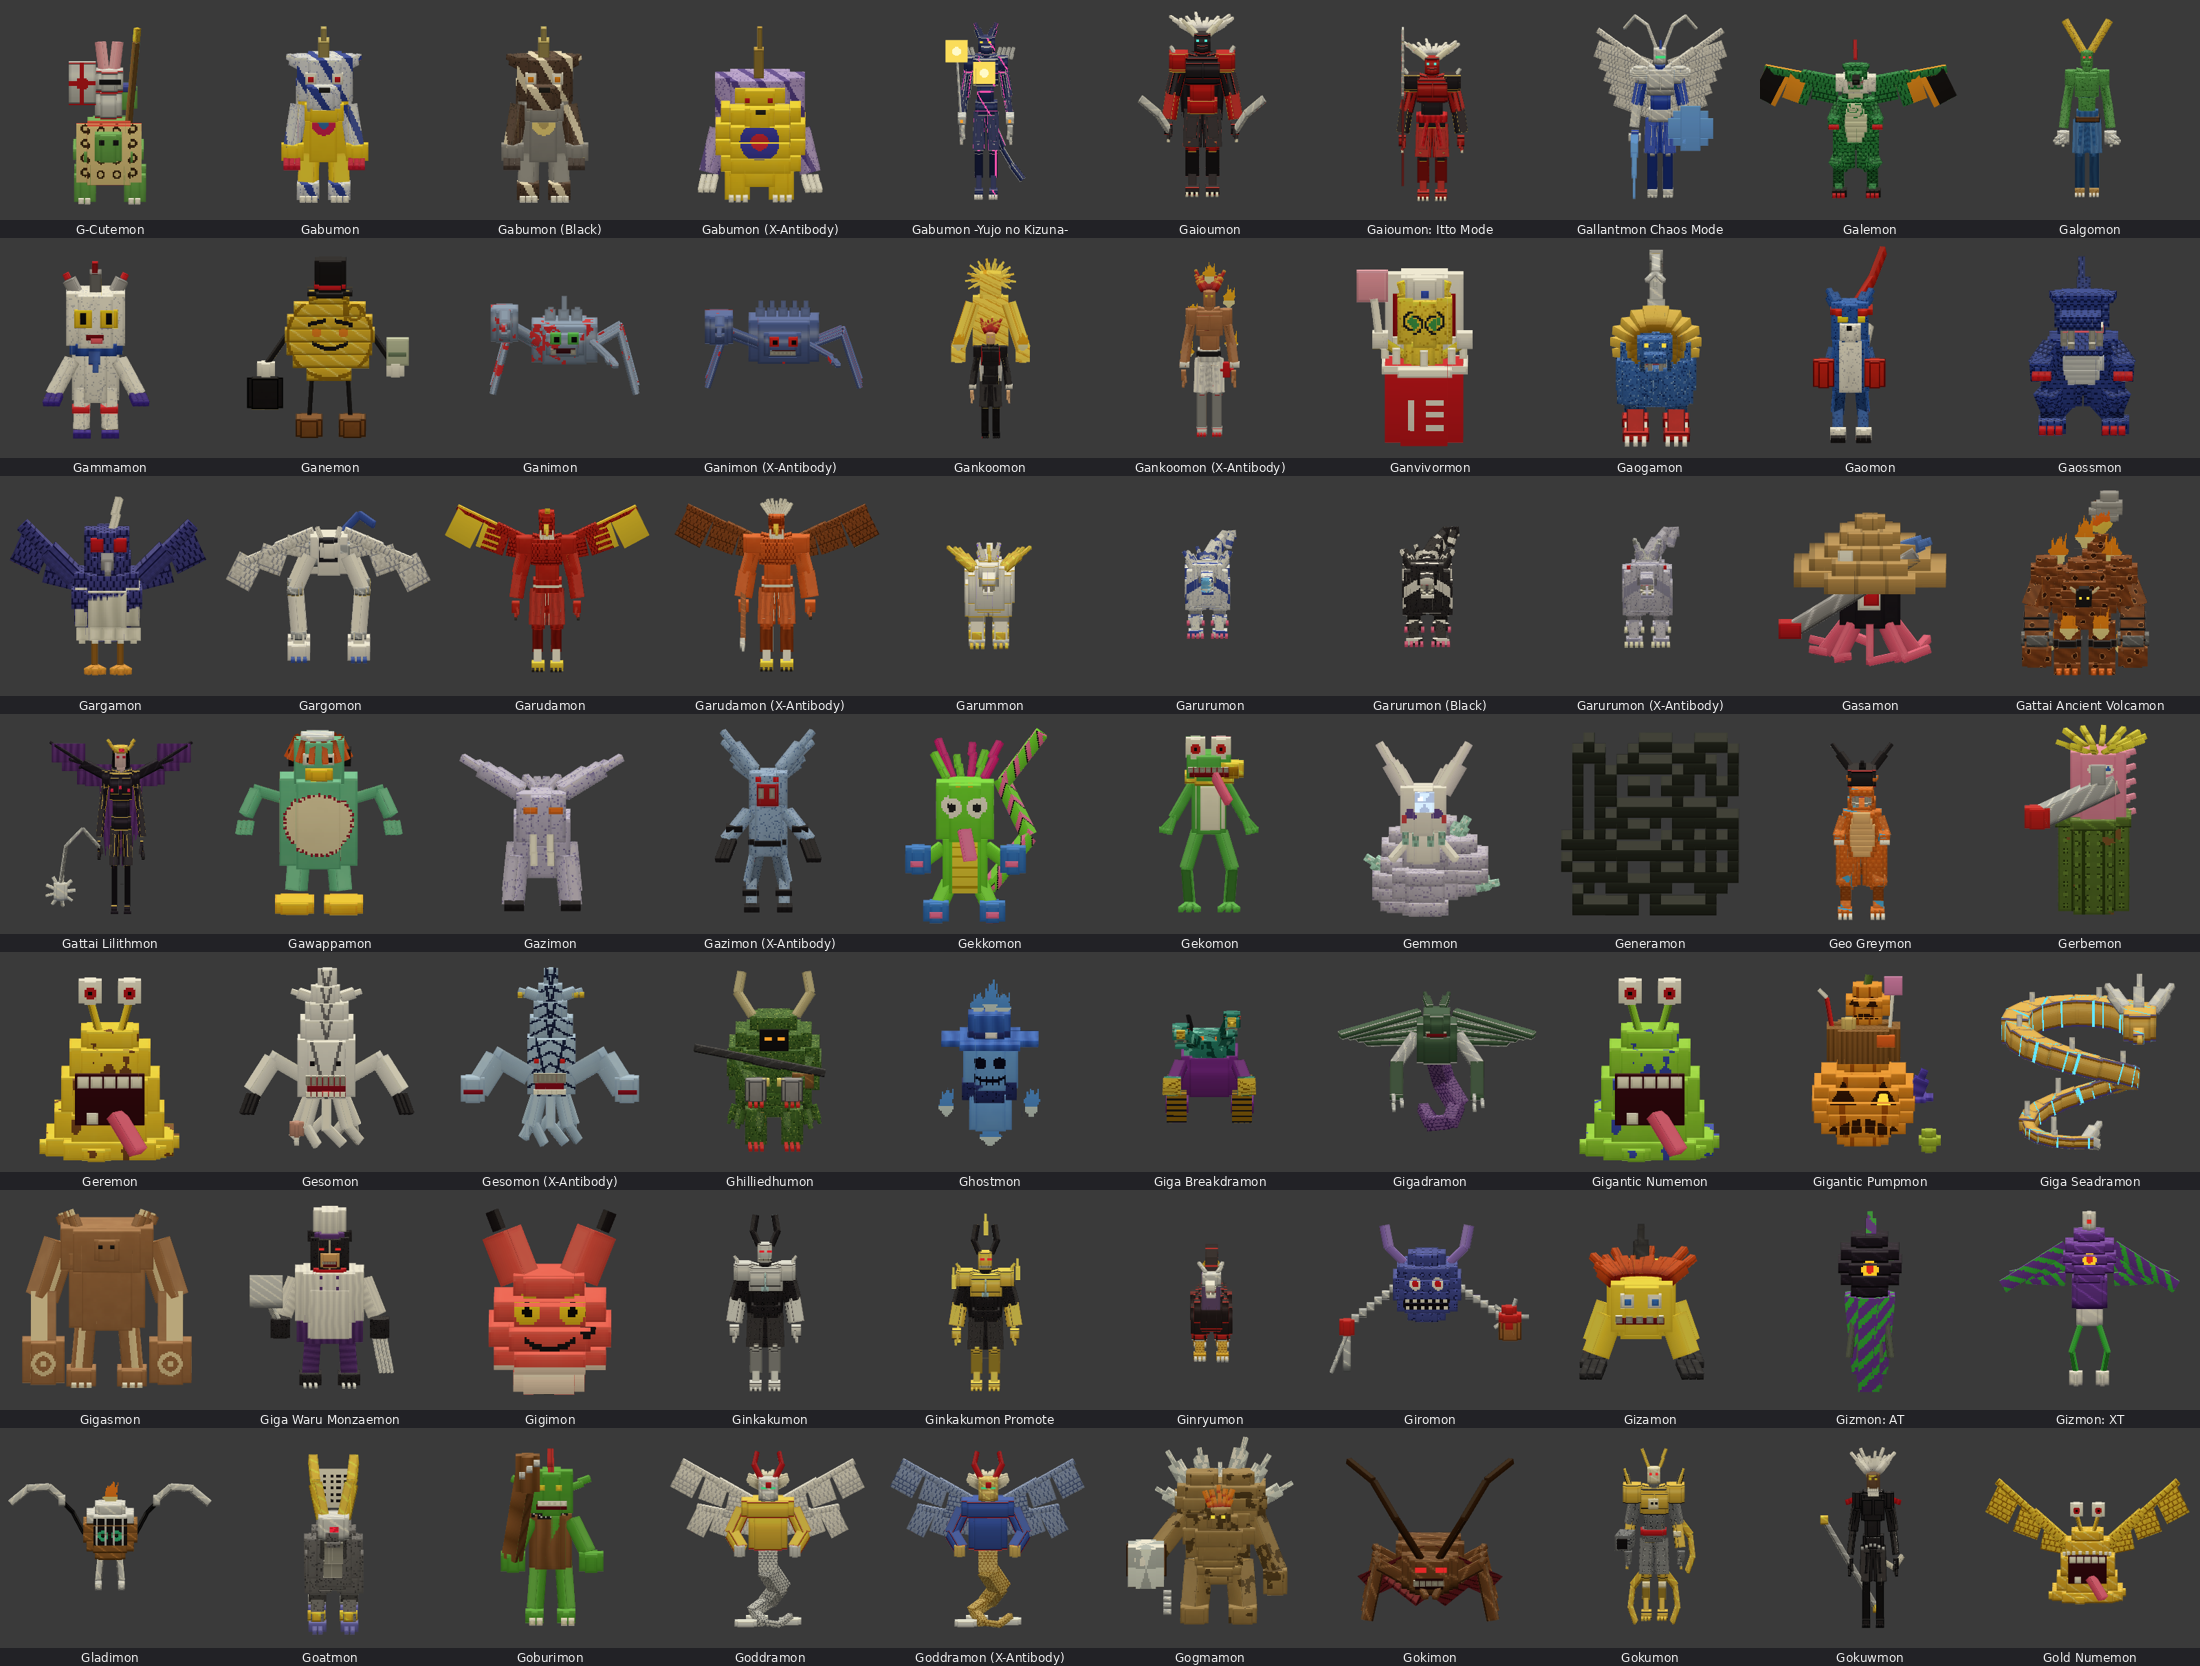 G-Cutemon Gabumon Gabumon (Black) Gabumon (X-Antibody) Gabumon -Yujo no Kizuna- Gaioumon Gaioumon: Itto Mode Gallantmon Chaos Mode Galemon Galgomon
Gammamon Ganemon Ganimon Ganimon (X-Antibody) Gankoomon Gankoomon (X-Antibody) Ganvivormon Gaogamon Gaomon Gaossmon
Gargamon Gargomon Garudamon Garudamon (X-Antibody) Garummon Garurumon Garurumon (Black) Garurumon (X-Antibody) Gasamon Gattai Ancient Volcamon
Gattai Lilithmon Gawappamon Gazimon Gazimon (X-Antibody) Gekkomon Gekomon Gemmon Generamon Geo Greymon Gerbemon
Geremon Gesomon Gesomon (X-Antibody) Ghilliedhumon Ghostmon Giga Breakdramon Gigadramon Gigantic Numemon Gigantic Pumpmon Giga Seadramon
Gigasmon Giga Waru Monzaemon Gigimon Ginkakumon Ginkakumon Promote Ginryumon Giromon Gizamon Gizmon: AT Gizmon: XT
Gladimon Goatmon Goburimon Goddramon Goddramon (X-Antibody) Gogmamon Gokimon Gokumon Gokuwmon Gold Numemon